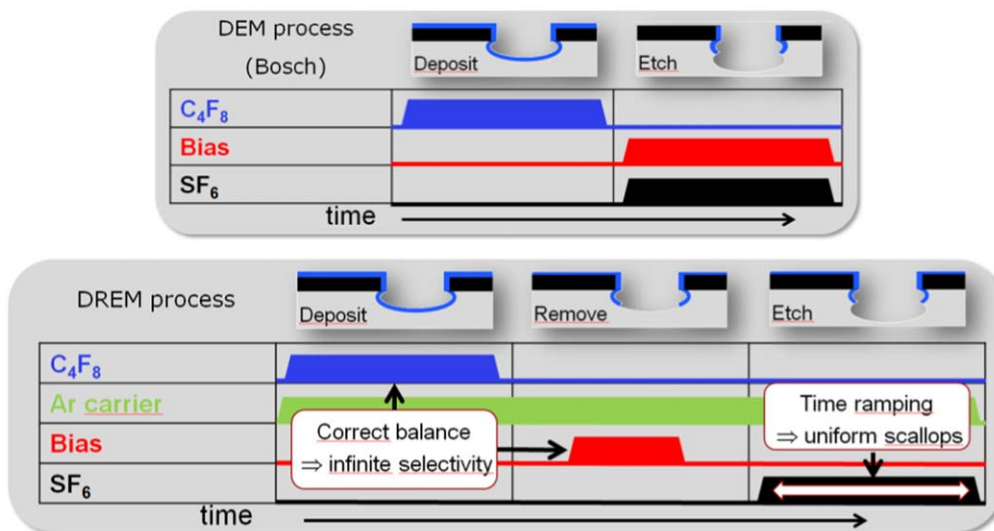 DEM process
(Bosch)
Deposit
Etch
C₄F₈
Bias
SF₆
time
DREM process
Deposit
Remove
Etch
C₄F₈
Ar carrier
Bias
SF₆
Correct balance
⇒ infinite selectivity
Time ramping
⇒ uniform scallops
time